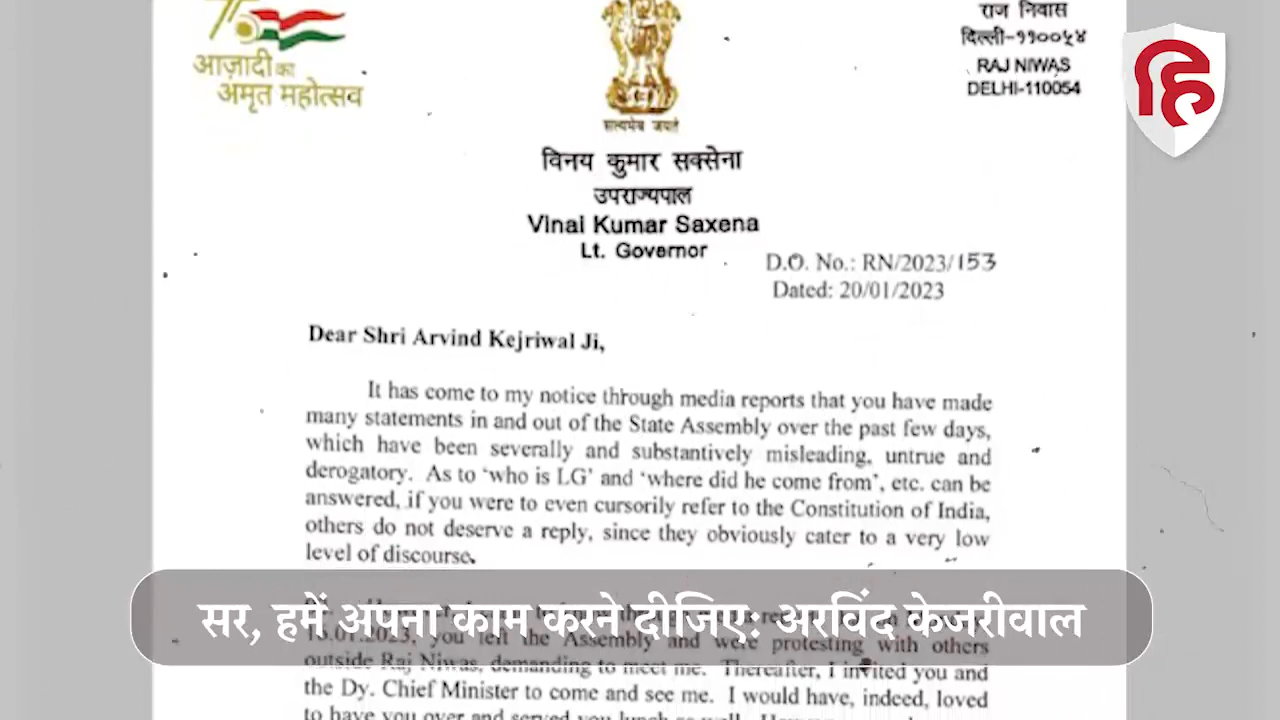 आज़ादी का
अमृत महोत्सव
सत्यमेव जयते
राज निवास
दिल्ली-११००५४
RAJ NIWAS
DELHI-110054
हि
विनय कुमार सक्सेना
उपराज्यपाल
Vinai Kumar Saxena
Lt. Governor
D.O. No.: RN/2023/153
Dated: 20/01/2023
Dear Shri Arvind Kejriwal Ji,
It has come to my notice through media reports that you have made
many statements in and out of the State Assembly over the past few days,
which have been severally and substantively misleading, untrue and
derogatory. As to 'who is LG' and 'where did he come from', etc. can be
answered, if you were to even cursorily refer to the Constitution of India,
others do not deserve a reply, since they obviously cater to a very low
level of discourse.
सर, हमें अपना काम करने दीजिए: अरविंद केजरीवाल
.01.2023, you left the Assembly and were protesting with others
outside Raj Niwas, demanding to meet me. Thereafter, I invited you and
the Dy. Chief Minister to come and see me. I would have, indeed, loved
to have you over and served you lunch as well.